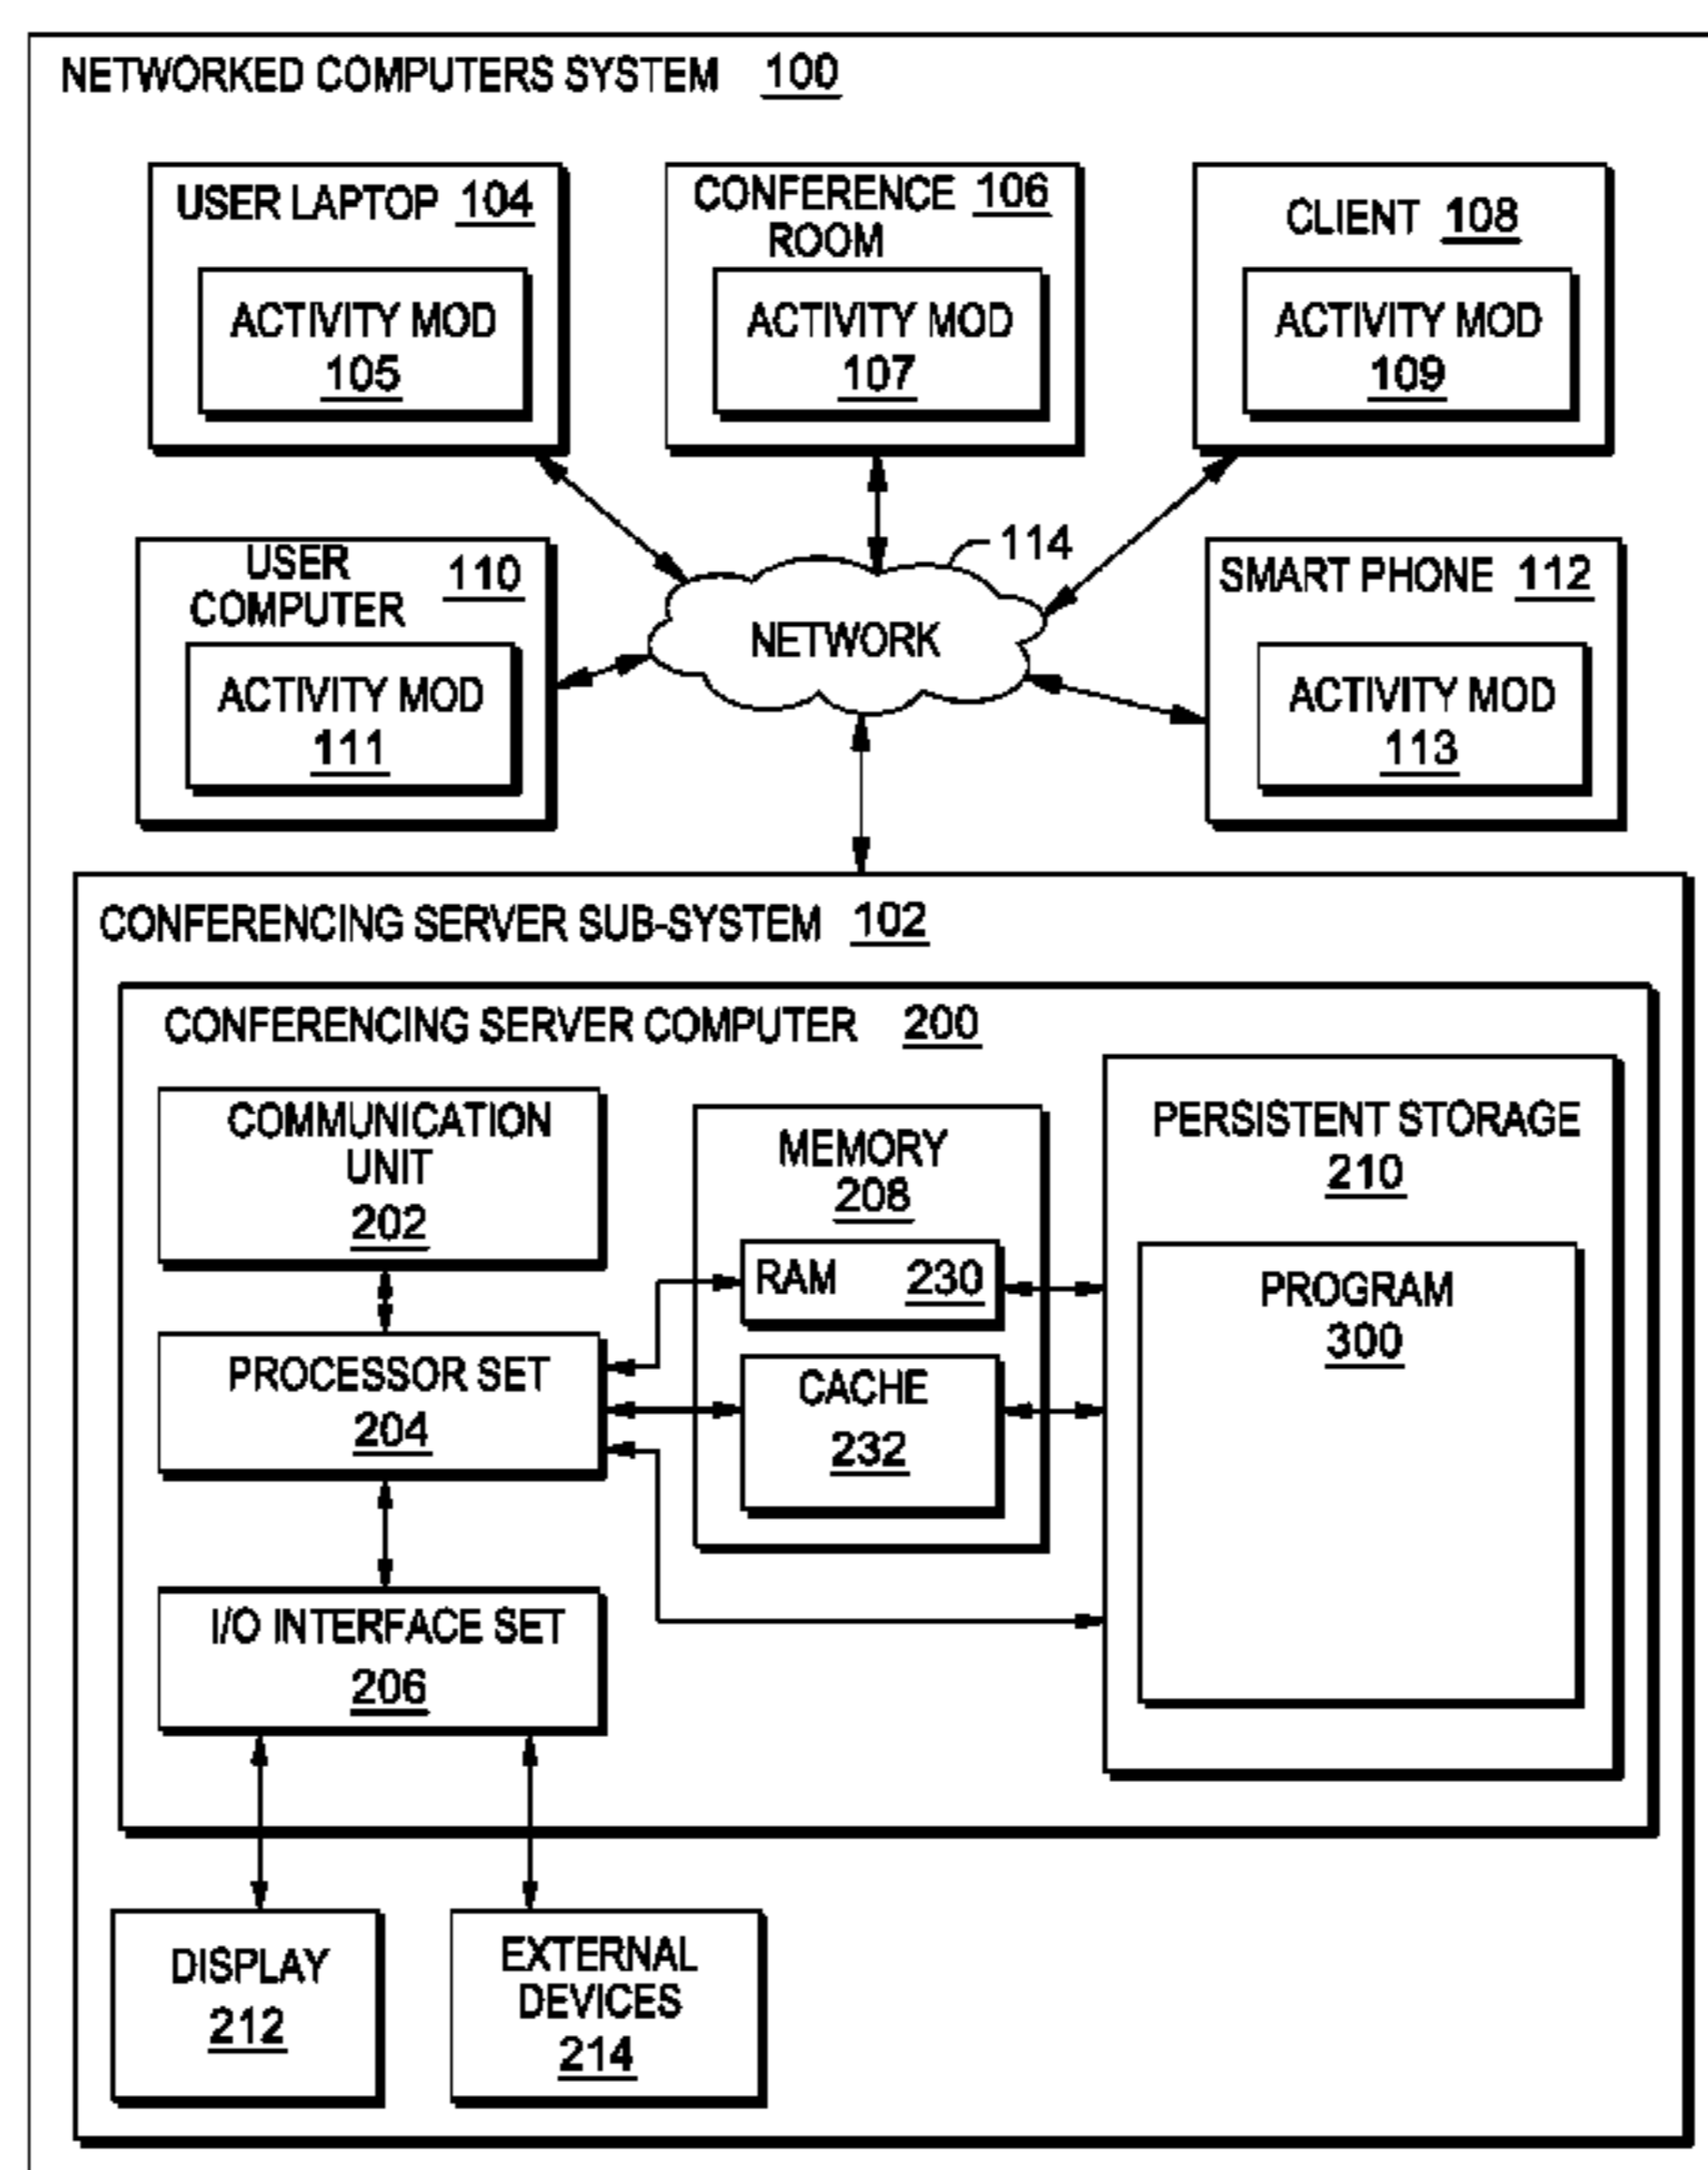 NETWORKED COMPUTERS SYSTEM 100
USER LAPTOP 104
ACTIVITY MOD
105
CONFERENCE 106
ROOM
ACTIVITY MOD
107
CLIENT 108
ACTIVITY MOD
109
USER
COMPUTER 110
ACTIVITY MOD
111
114
NETWORK
SMART PHONE 112
ACTIVITY MOD
113
CONFERENCING SERVER SUB-SYSTEM 102
CONFERENCING SERVER COMPUTER 200
COMMUNICATION
UNIT
202
PROCESSOR SET
204
I/O INTERFACE SET
206
MEMORY
208
RAM 230
CACHE
232
PERSISTENT STORAGE
210
PROGRAM
300
DISPLAY
212
EXTERNAL
DEVICES
214